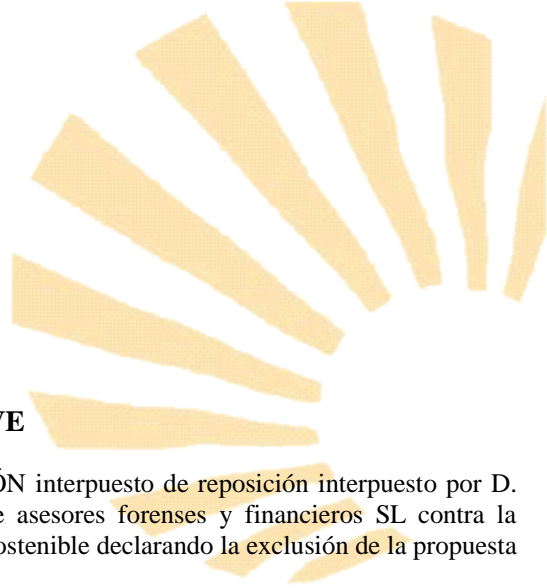 VE
ÓN interpuesto de reposición interpuesto por D.
e asesores forenses y financieros SL contra la
ostenible declarando la exclusión de la propuesta